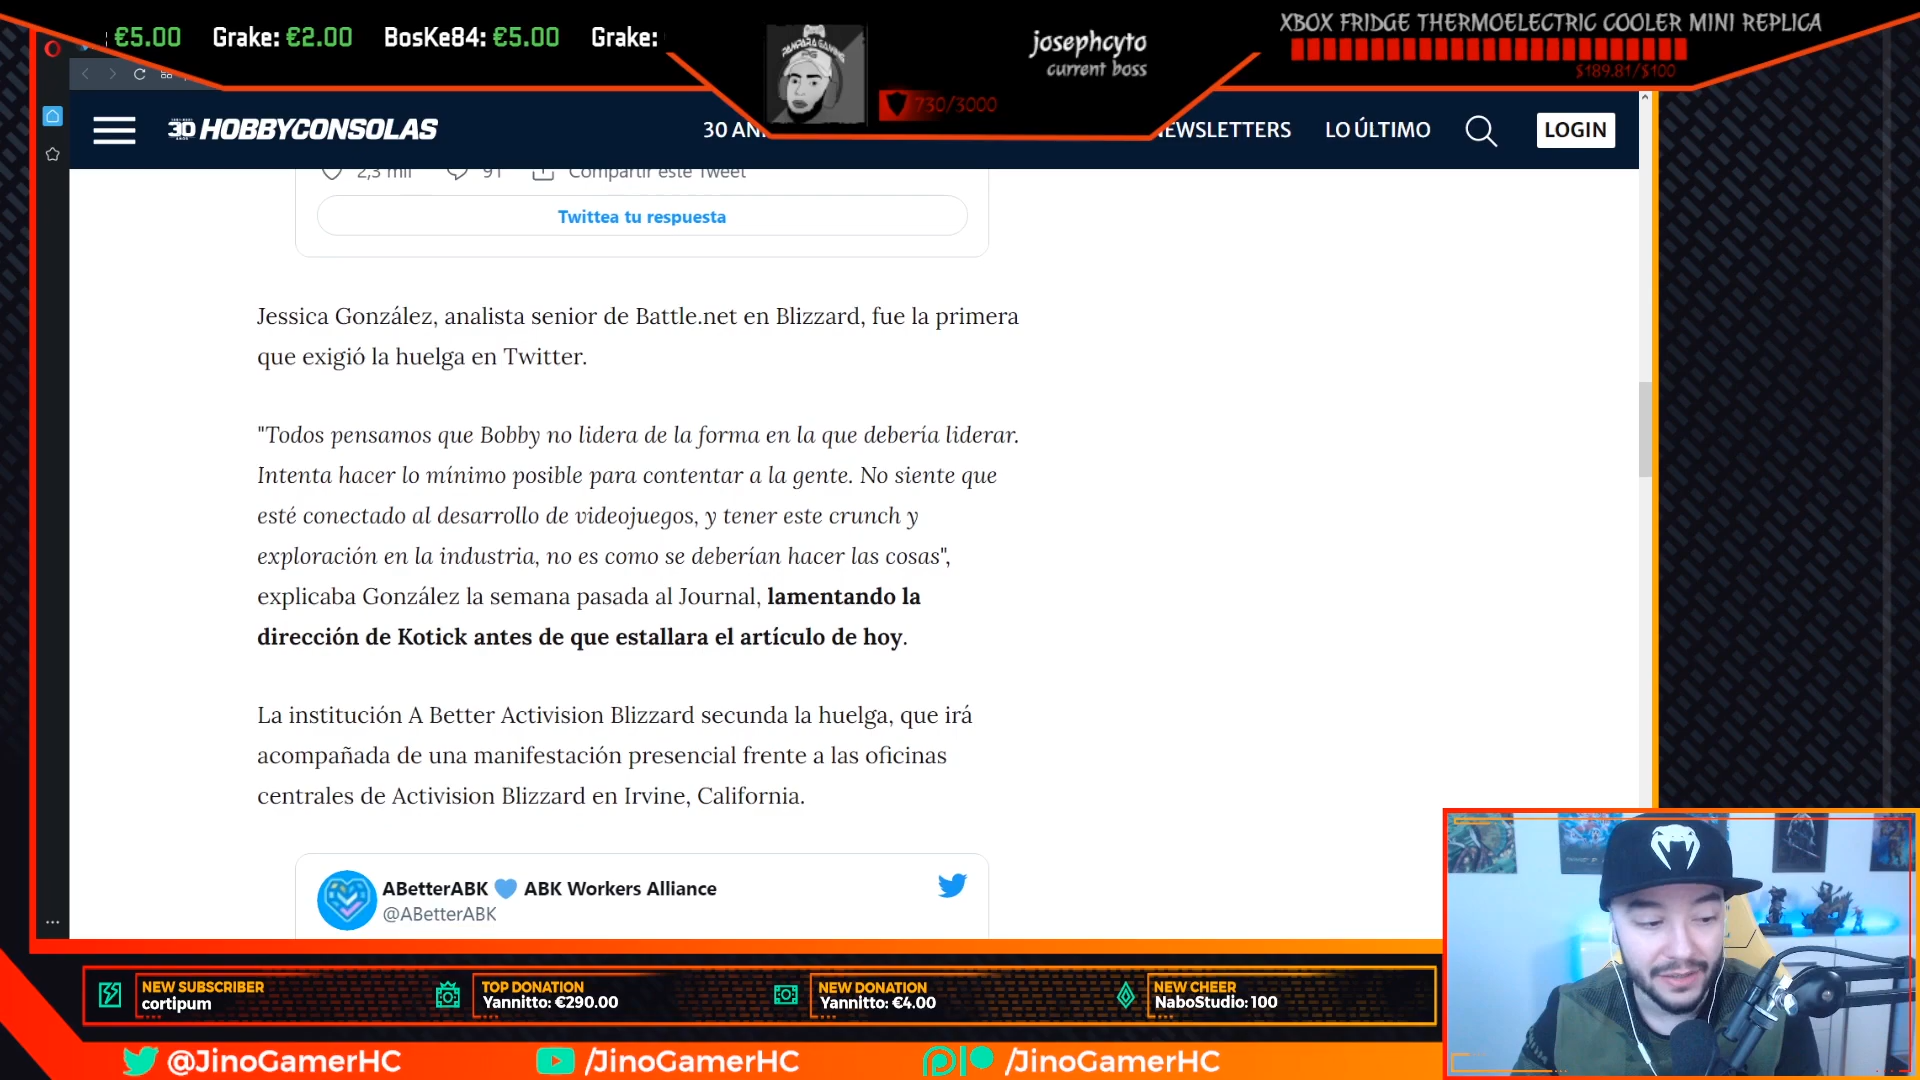 €5.00 Grake: €2.00 BosKe84: €5.00 Grake:
PAMPARA GAMING
josephcyto
current boss
730/3000
XBOX FRIDGE THERMOELECTRIC COOLER MINI REPLICA
$189.81/$100
30 HOBBYCONSOLAS
30 AN
EWSLETTERS
LO ÚLTIMO
LOGIN
2,3 mil 91 Compartir este Tweet
Twittea tu respuesta
Jessica González, analista senior de Battle.net en Blizzard, fue la primera
que exigió la huelga en Twitter.
"Todos pensamos que Bobby no lidera de la forma en la que debería liderar.
Intenta hacer lo mínimo posible para contentar a la gente. No siente que
esté conectado al desarrollo de videojuegos, y tener este crunch y
exploración en la industria, no es como se deberían hacer las cosas",
explicaba González la semana pasada al Journal, lamentando la
dirección de Kotick antes de que estallara el artículo de hoy.
La institución A Better Activision Blizzard secunda la huelga, que irá
acompañada de una manifestación presencial frente a las oficinas
centrales de Activision Blizzard en Irvine, California.
ABetterABK 💙 ABK Workers Alliance
@ABetterABK
NEW SUBSCRIBER
cortipum
TOP DONATION
Yannitto: €290.00
NEW DONATION
Yannitto: €4.00
NEW CHEER
NaboStudio: 100
@JinoGamerHC
/JinoGamerHC
/JinoGamerHC